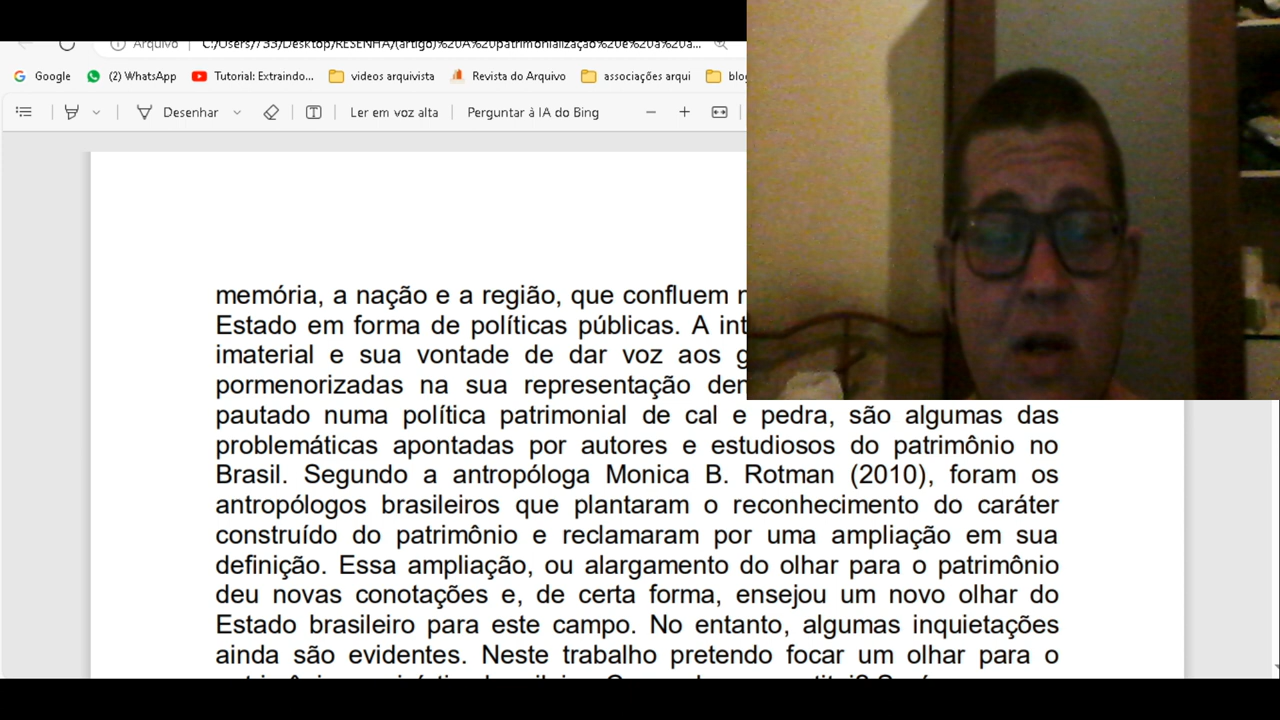 Arquivo C:/Users/733/Desktop/RESENHA/(artigo)%20A%20patrimonialização%20e%20a%20a...
Google (2) WhatsApp Tutorial: Extraindo... videos arquivista Revista do Arquivo associações arqui blog
Desenhar Ler em voz alta Perguntar à IA do Bing
memória, a nação e a região, que confluem
Estado em forma de políticas públicas. A int
imaterial e sua vontade de dar voz aos g
pormenorizadas na sua representação den
pautado numa política patrimonial de cal e pedra, são algumas das
problemáticas apontadas por autores e estudiosos do patrimônio no
Brasil. Segundo a antropóloga Monica B. Rotman (2010), foram os
antropólogos brasileiros que plantaram o reconhecimento do caráter
construído do patrimônio e reclamaram por uma ampliação em sua
definição. Essa ampliação, ou alargamento do olhar para o patrimônio
deu novas conotações e, de certa forma, ensejou um novo olhar do
Estado brasileiro para este campo. No entanto, algumas inquietações
ainda são evidentes. Neste trabalho pretendo focar um olhar para o